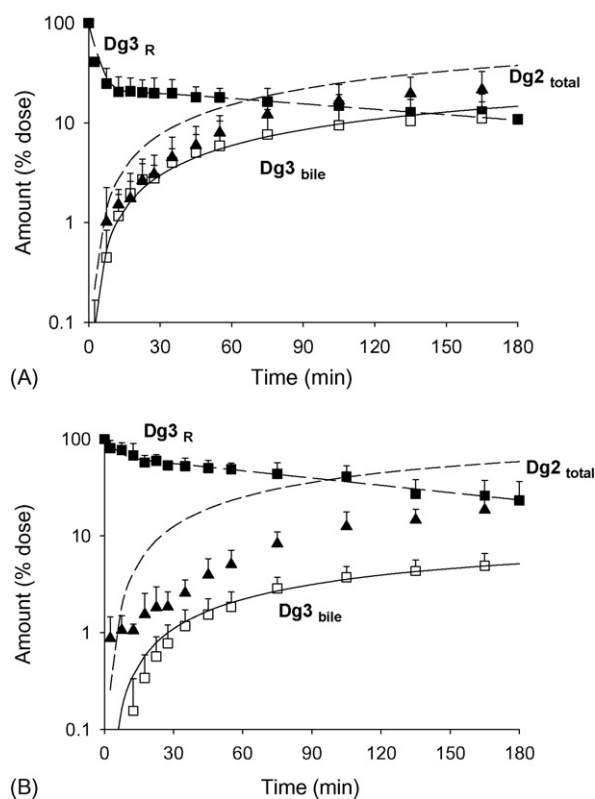 100
10
1
0.1
Amount (% dose)
Dg3 R
Dg2 total
Dg3 bile
0 30 60 90 120 150 180
Time (min)
(A)
100
10
1
0.1
Amount (% dose)
Dg3 R
Dg2 total
Dg3 bile
0 30 60 90 120 150 180
Time (min)
(B)